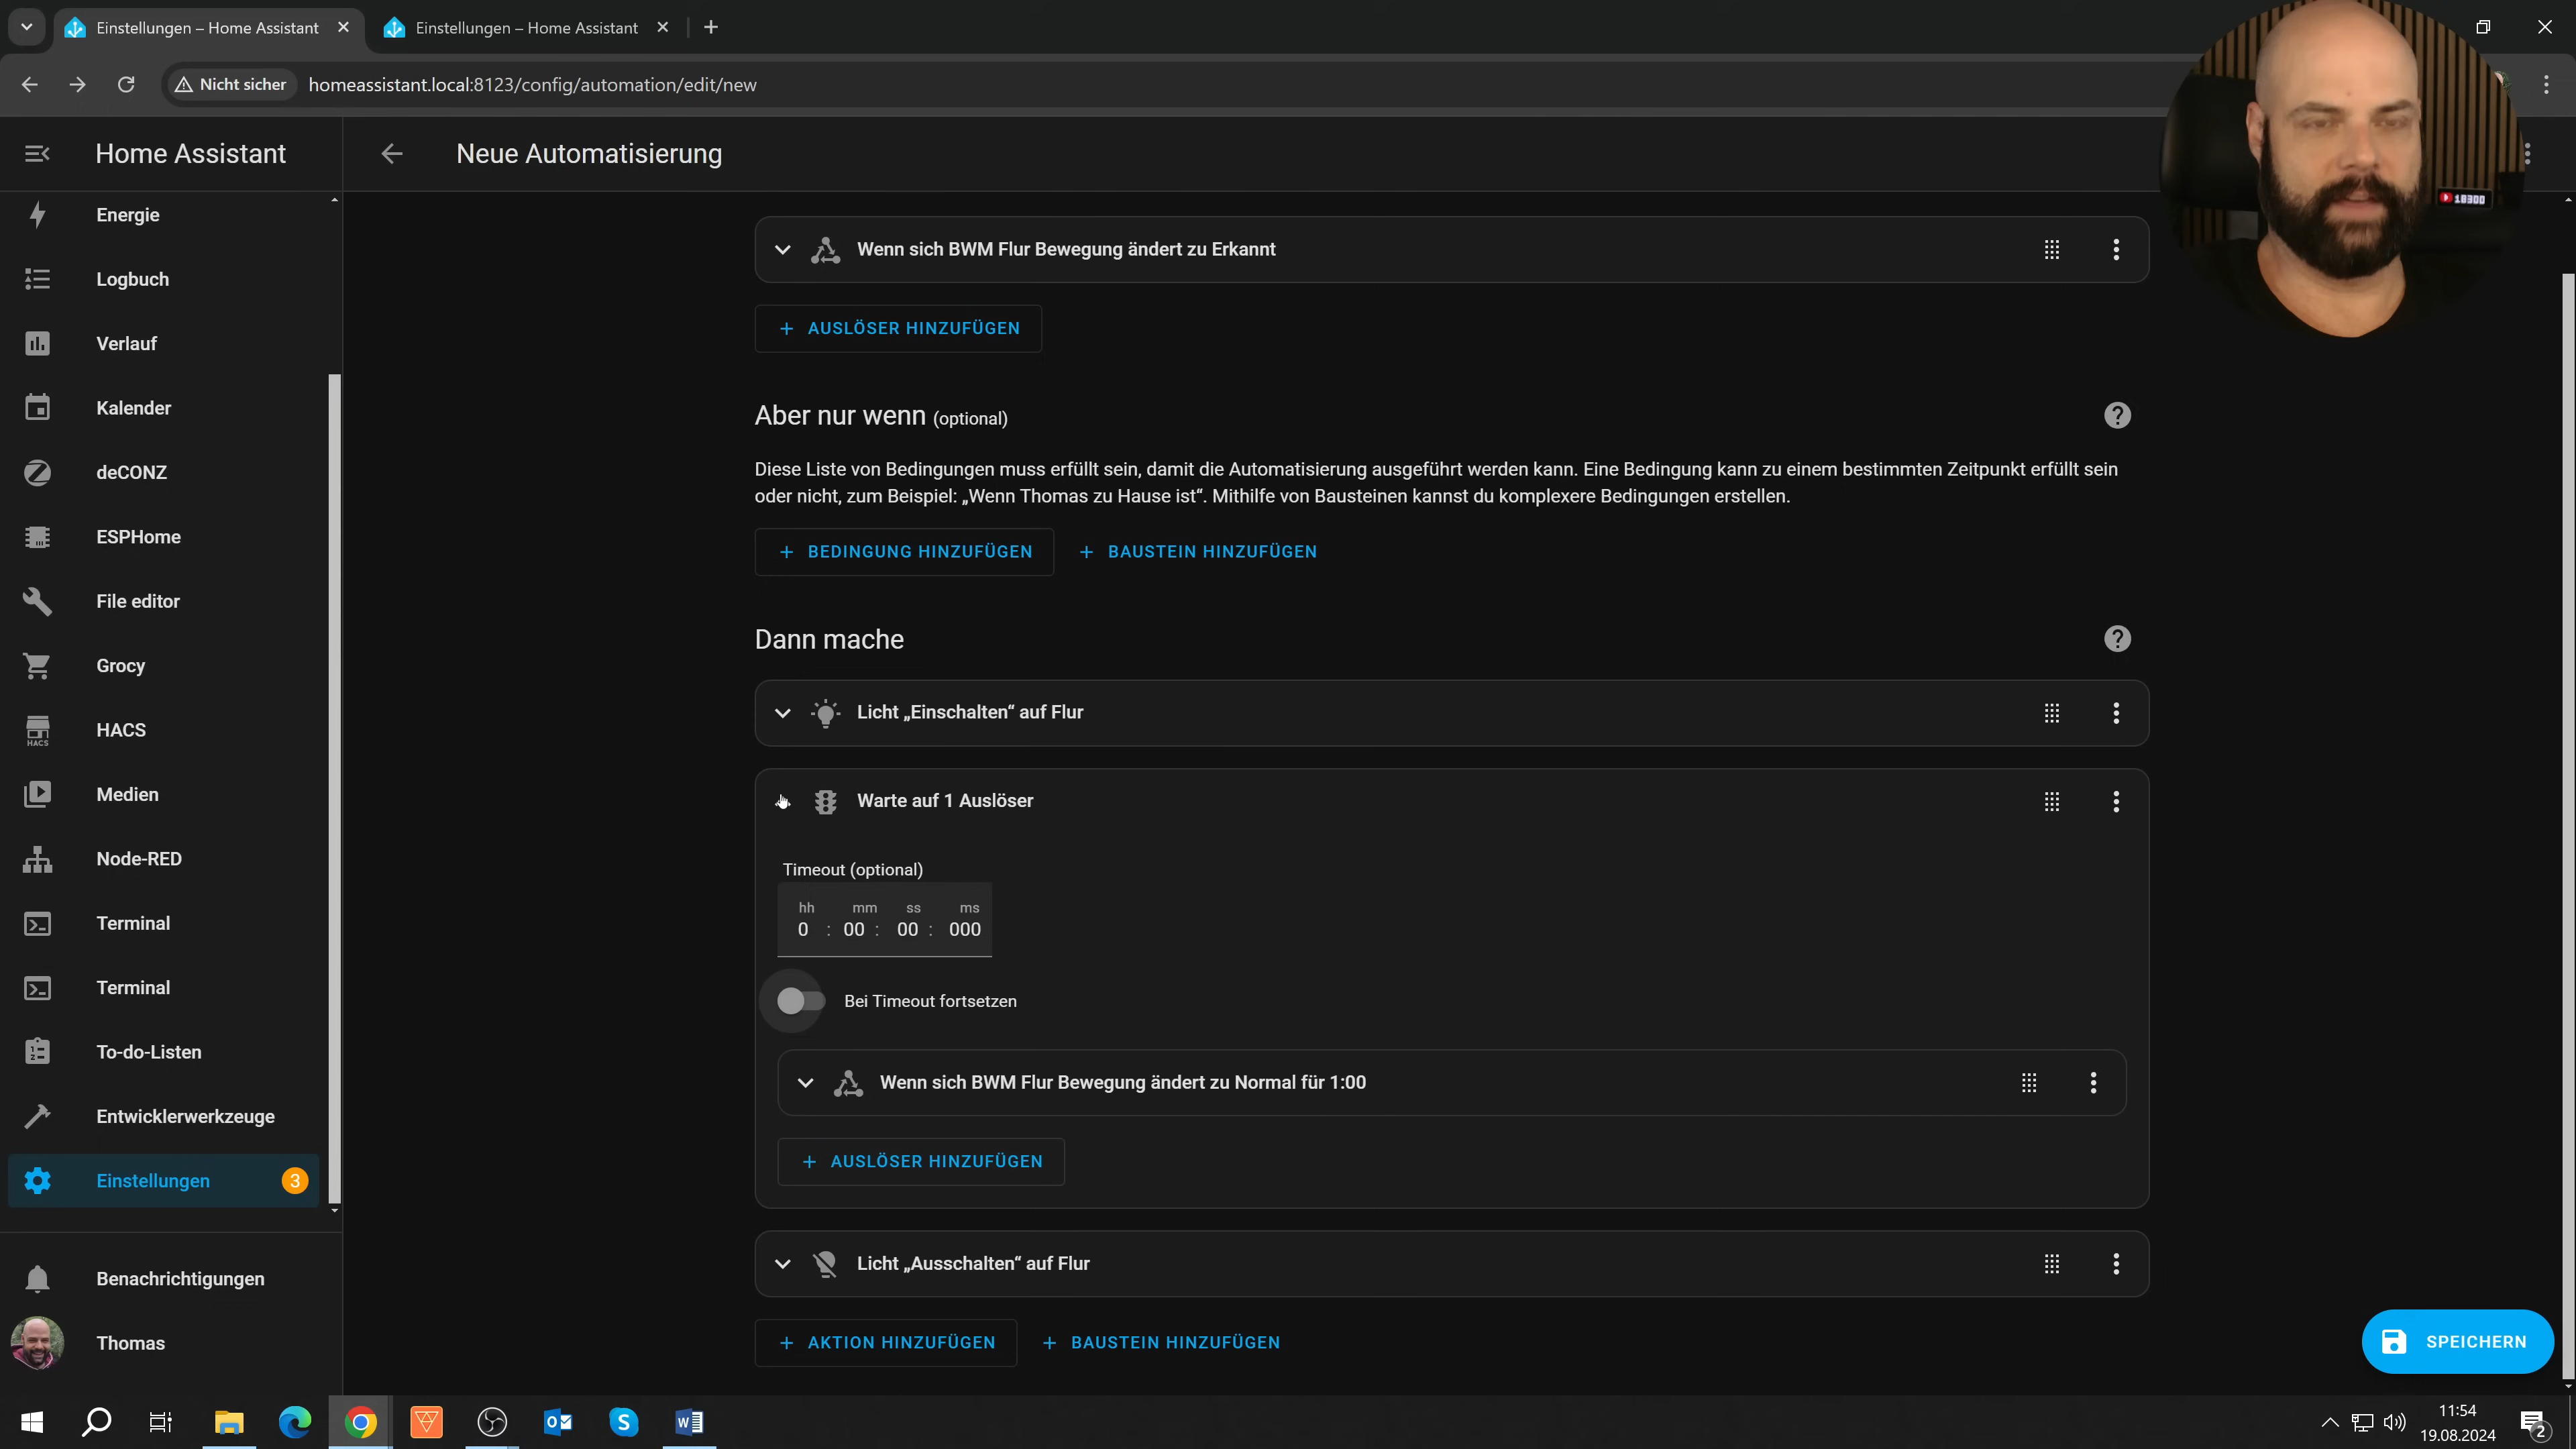 Einstellungen – Home Assistant
Einstellungen – Home Assistant
Nicht sicher
homeassistant.local:8123/config/automation/edit/new
Home Assistant
Neue Automatisierung
Energie
Logbuch
Verlauf
Kalender
deCONZ
ESPHome
File editor
Grocy
HACS
HACS
Medien
Node-RED
Terminal
Terminal
To-do-Listen
Entwicklerwerkzeuge
Einstellungen
3
Benachrichtigungen
Thomas
Wenn sich BWM Flur Bewegung ändert zu Erkannt
+ AUSLÖSER HINZUFÜGEN
Aber nur wenn (optional)
Diese Liste von Bedingungen muss erfüllt sein, damit die Automatisierung ausgeführt werden kann. Eine Bedingung kann zu einem bestimmten Zeitpunkt erfüllt sein
oder nicht, zum Beispiel: „Wenn Thomas zu Hause ist“. Mithilfe von Bausteinen kannst du komplexere Bedingungen erstellen.
+ BEDINGUNG HINZUFÜGEN + BAUSTEIN HINZUFÜGEN
Dann mache
Licht „Einschalten“ auf Flur
Warte auf 1 Auslöser
Timeout (optional)
hh mm ss ms
0 : 00 : 00 : 000
Bei Timeout fortsetzen
Wenn sich BWM Flur Bewegung ändert zu Normal für 1:00
+ AUSLÖSER HINZUFÜGEN
Licht „Ausschalten“ auf Flur
+ AKTION HINZUFÜGEN + BAUSTEIN HINZUFÜGEN
SPEICHERN
18300
11:54
19.08.2024
2